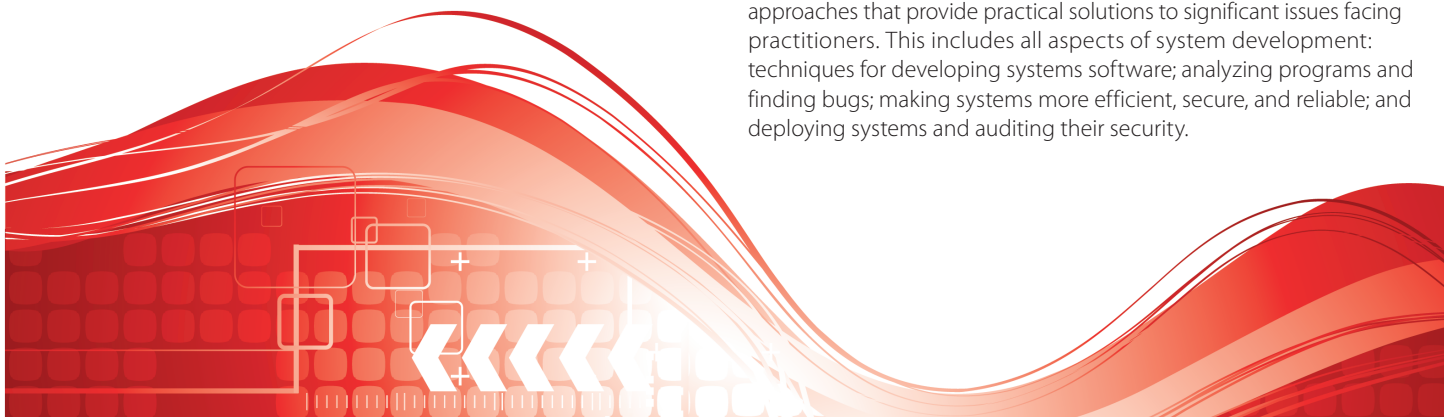 approaches that provide practical solutions to significant issues facing
practitioners. This includes all aspects of system development:
techniques for developing systems software; analyzing programs and
finding bugs; making systems more efficient, secure, and reliable; and
deploying systems and auditing their security.